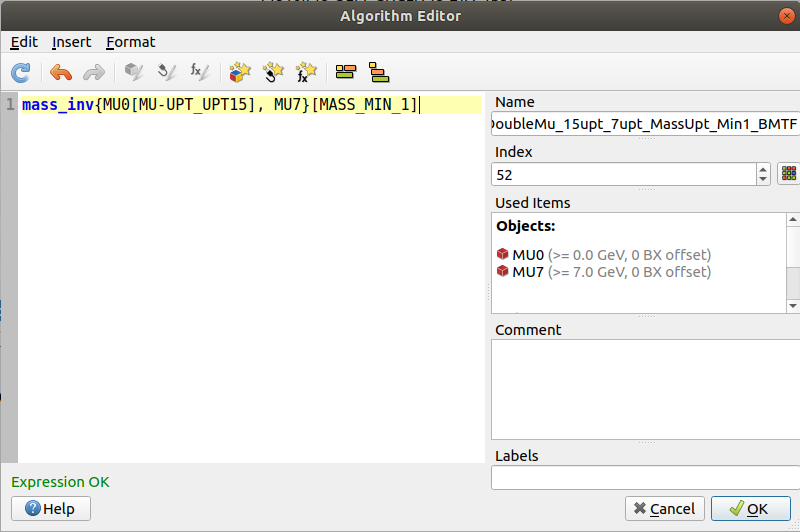 Algorithm Editor
Edit Insert Format
1 mass_inv{MU0[MU-UPT_UPT15], MU7}[MASS_MIN_1]
Name
oubleMu_15upt_7upt_MassUpt_Min1_BMTF
Index
52
Used Items
Objects:
MU0 (>= 0.0 GeV, 0 BX offset)
MU7 (>= 7.0 GeV, 0 BX offset)
Comment
Labels
Expression OK
Help
Cancel
OK